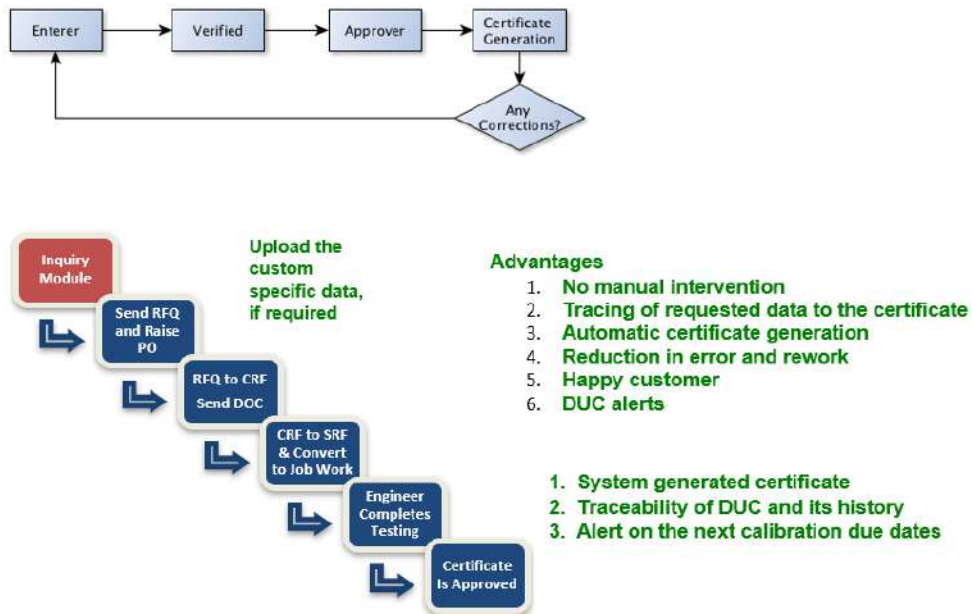 Enterer
Verified
Approver
Certificate
Generation
Any
Corrections?
Inquiry
Module
Send RFQ
and Raise
PO
RFQ to CRF
Send DOC
CRF to SRF
& Convert
to Job Work
Engineer
Completes
Testing
Certificate
Is Approved
Upload the
custom
specific data,
if required
Advantages
1. No manual intervention
2. Tracing of requested data to the certificate
3. Automatic certificate generation
4. Reduction in error and rework
5. Happy customer
6. DUC alerts
1. System generated certificate
2. Traceability of DUC and its history
3. Alert on the next calibration due dates